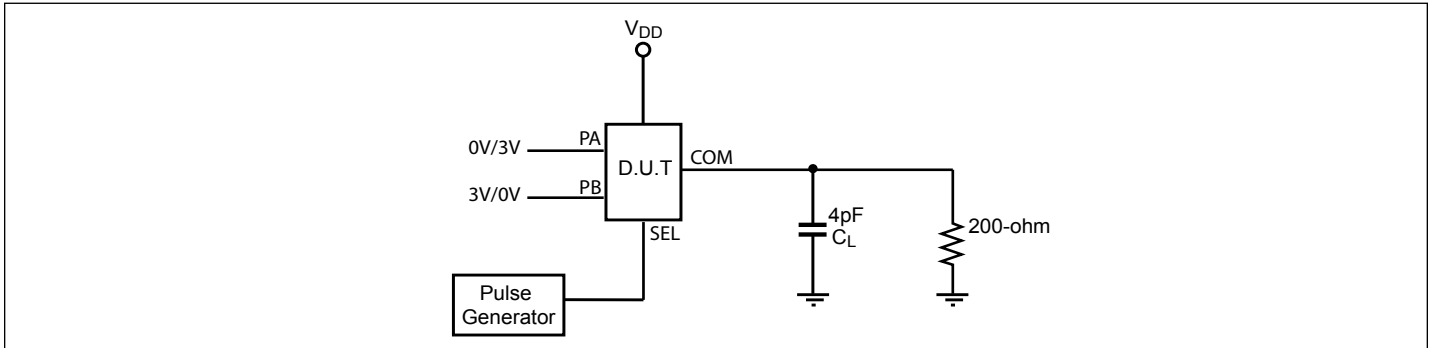 VDD
0V/3V
PA
D.U.T
COM
3V/0V
PB
SEL
4pF
CL
200-ohm
Pulse
Generator